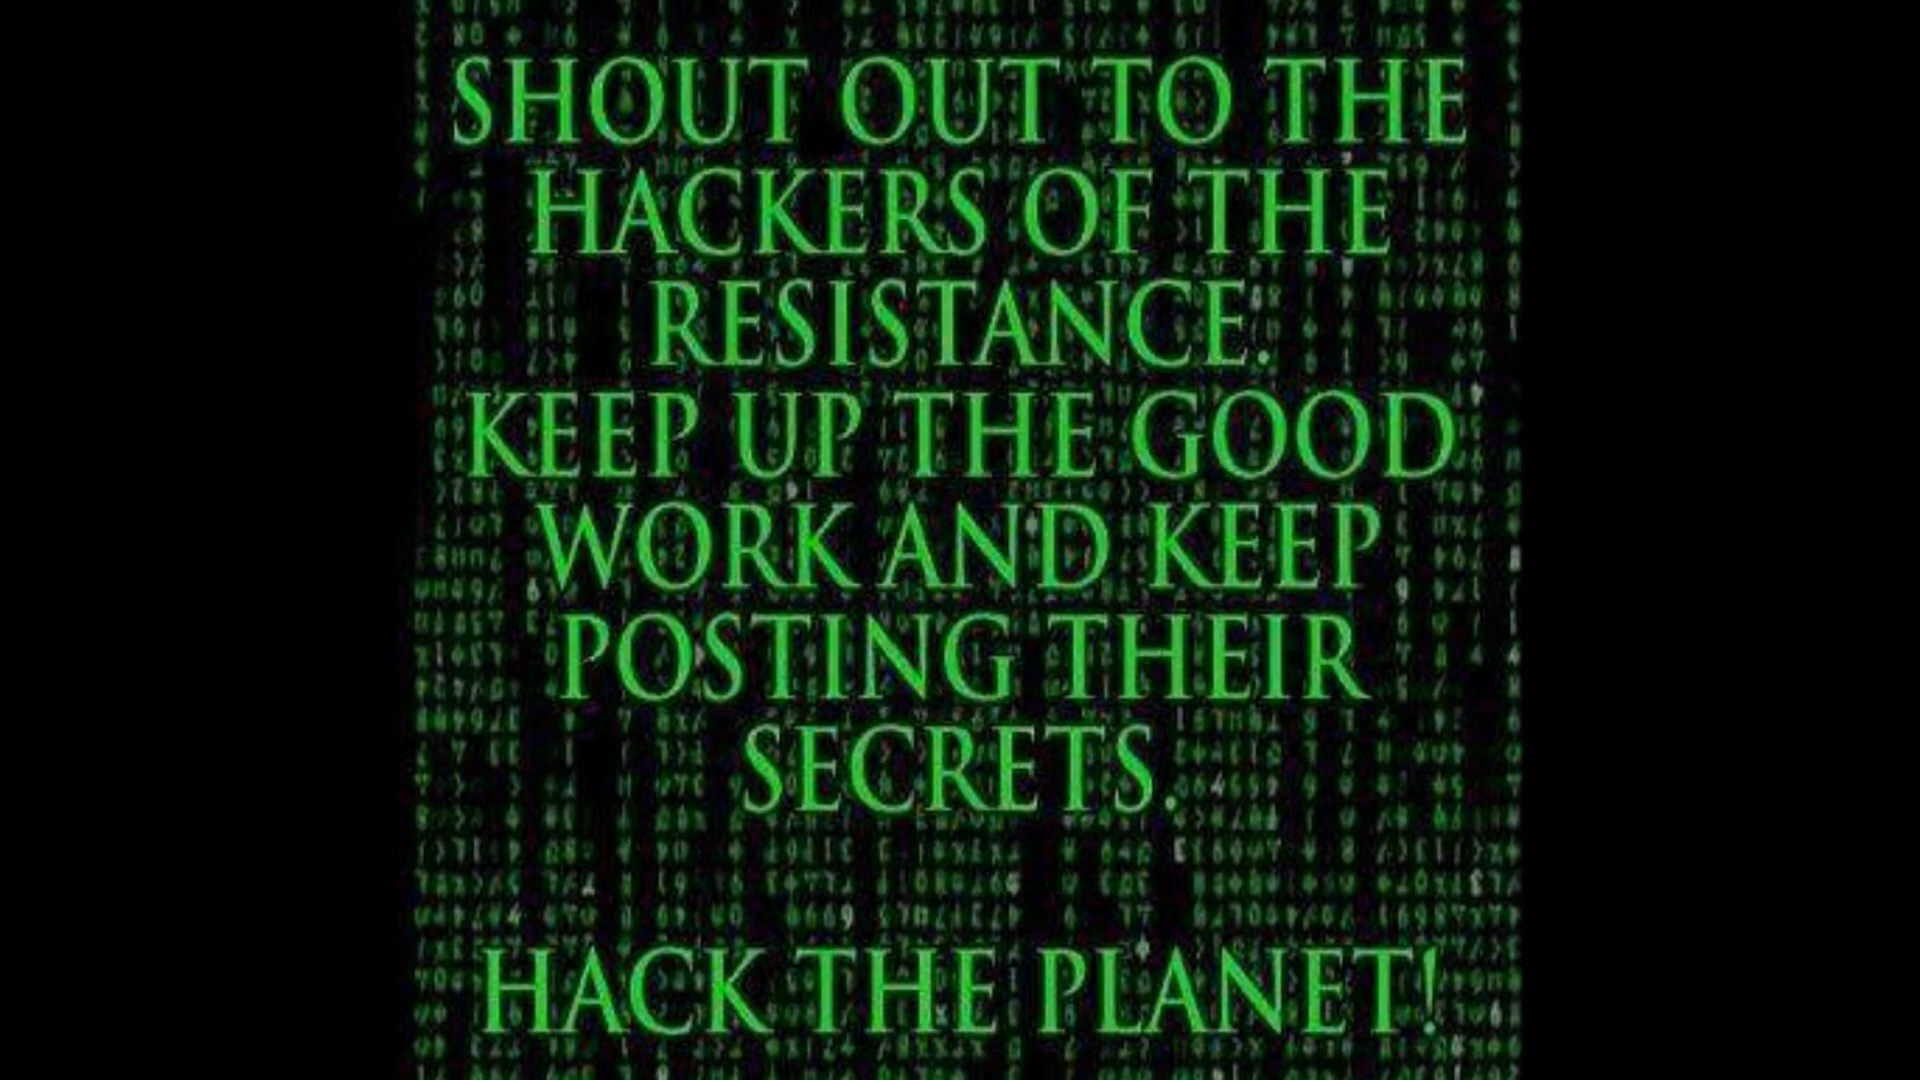 SHOUT OUT TO THE
HACKERS OF THE
RESISTANCE.
KEEP UP THE GOOD
WORK AND KEEP
POSTING THEIR
SECRETS.
HACK THE PLANET!